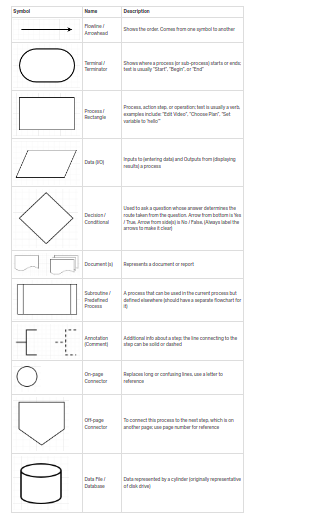 Symbol Name Description
Flowline /
Arrowhead
Shows the order. Comes from one symbol to another
Terminal /
Terminator
Shows where a process (or sub-process) starts or ends;
text is usually "Start", "Begin", or "End"
Process /
Rectangle
Process, action step, or operation; text is usually a verb,
examples include "Edit Video", "Choose Plan", "Set
variable to 'hello'"
Data (I/O)
Inputs to (entering data) and Outputs from (displaying
results) a process
Decision /
Conditional
Used to ask a question whose answer determines the
route taken from the question. Arrow from bottom is Yes
/ True. Arrow from side(s) is No / False. (Always label the
arrows to make it clear)
Document(s)
Represents a document or report
Subroutine /
Predefined
Process
A process that can be used in the current process but
defined elsewhere (should have a separate flowchart for
it)
Annotation
(Comment)
Additional info about a step; the line connecting to the
step can be solid or dashed
On-page
Connector
Replaces long or confusing lines, use a letter to
reference
Off-page
Connector
To connect this process to the next step, which is on
another page; use page number for reference
Data File /
Database
Data represented by a cylinder (originally representative
of disk drive)